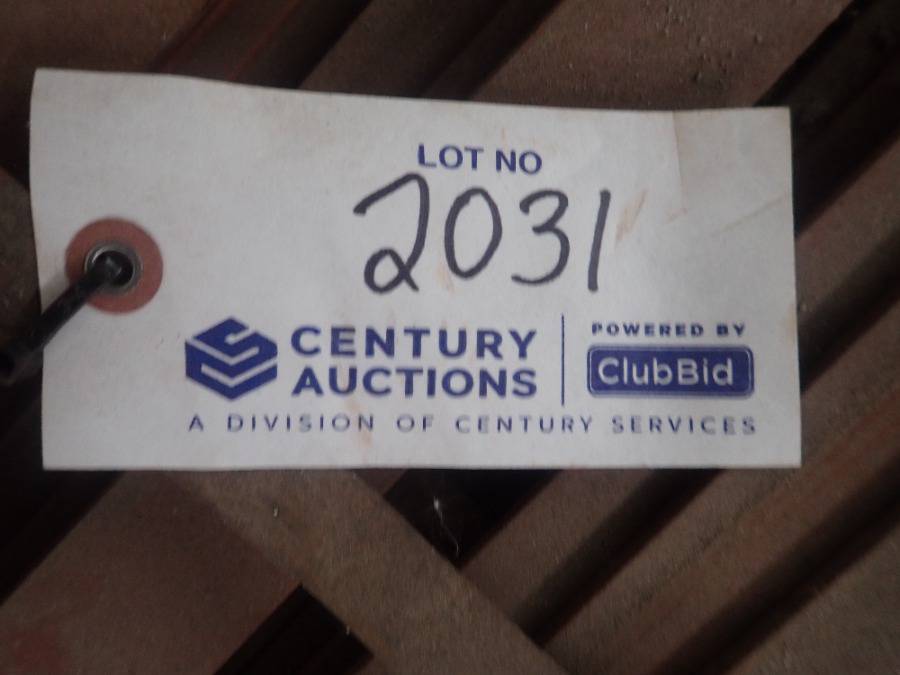 LOT NO
2031
CENTURY
AUCTIONS
POWERED BY
ClubBid
A DIVISION OF CENTURY SERVICES